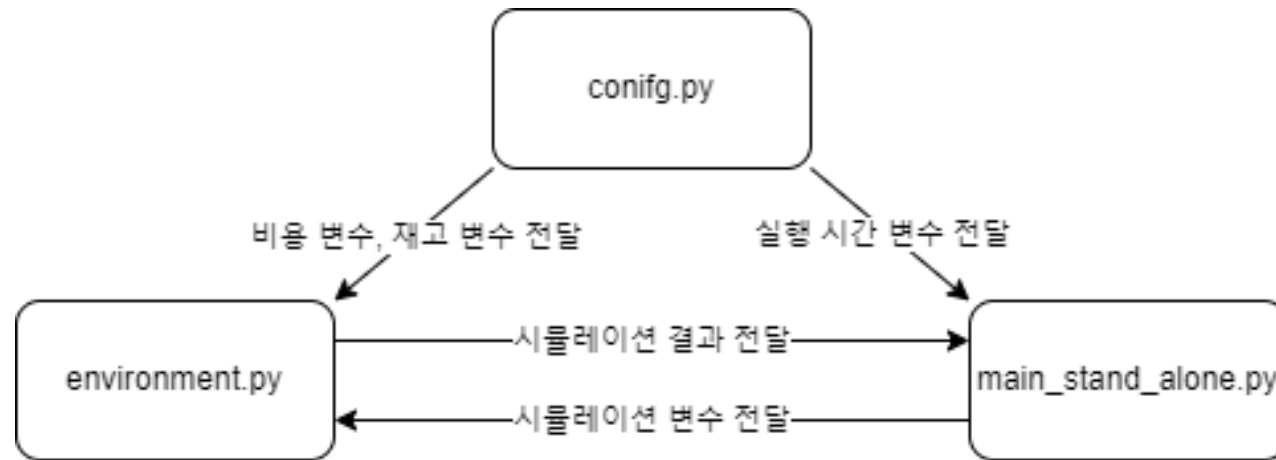 conifg.py
비용 변수, 재고 변수 전달
실행 시간 변수 전달
시뮬레이션 결과 전달
environment.py
main_stand_alone.py
시뮬레이션 변수 전달